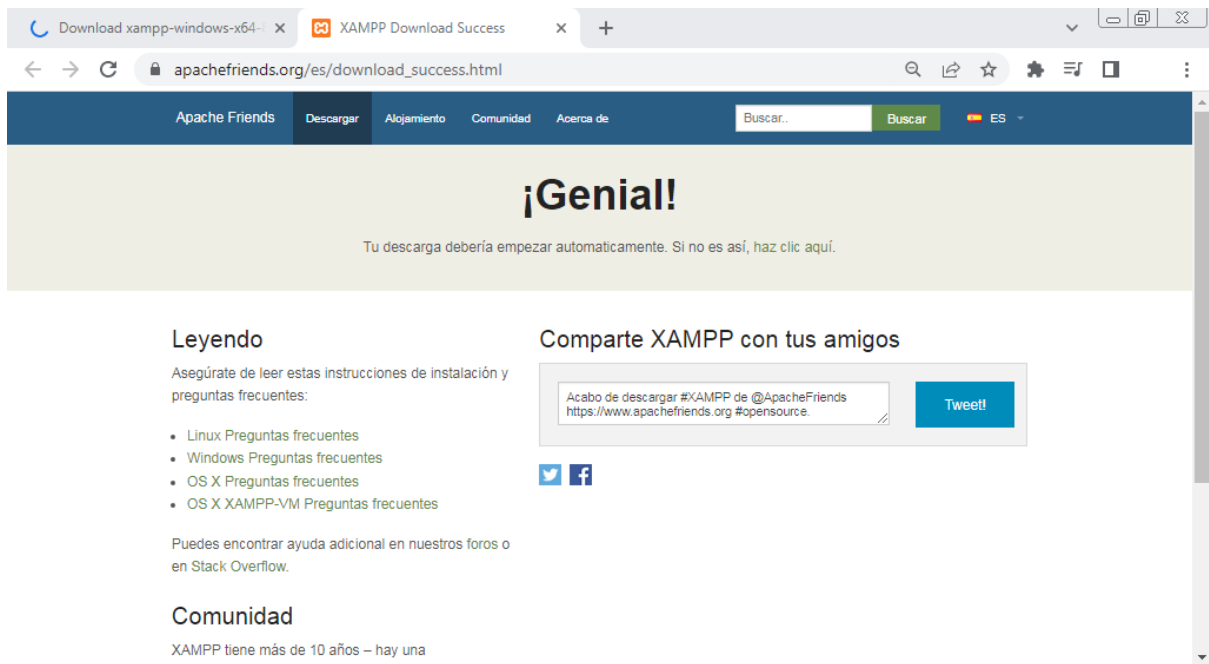 Download xampp-windows-x64-
XAMPP Download Success
apachefriends.org/es/download_success.html
Apache Friends Descargar Alojamiento Comunidad Acerca de Buscar.. Buscar ES
¡Genial!
Tu descarga debería empezar automaticamente. Si no es así, haz clic aquí.
Leyendo
Asegúrate de leer estas instrucciones de instalación y
preguntas frecuentes:
Linux Preguntas frecuentes
Windows Preguntas frecuentes
OS X Preguntas frecuentes
OS X XAMPP-VM Preguntas frecuentes
Puedes encontrar ayuda adicional en nuestros foros o
en Stack Overflow.
Comunidad
XAMPP tiene más de 10 años – hay una
Comparte XAMPP con tus amigos
Acabo de descargar #XAMPP de @ApacheFriends
https://www.apachefriends.org #opensource.
Tweet!